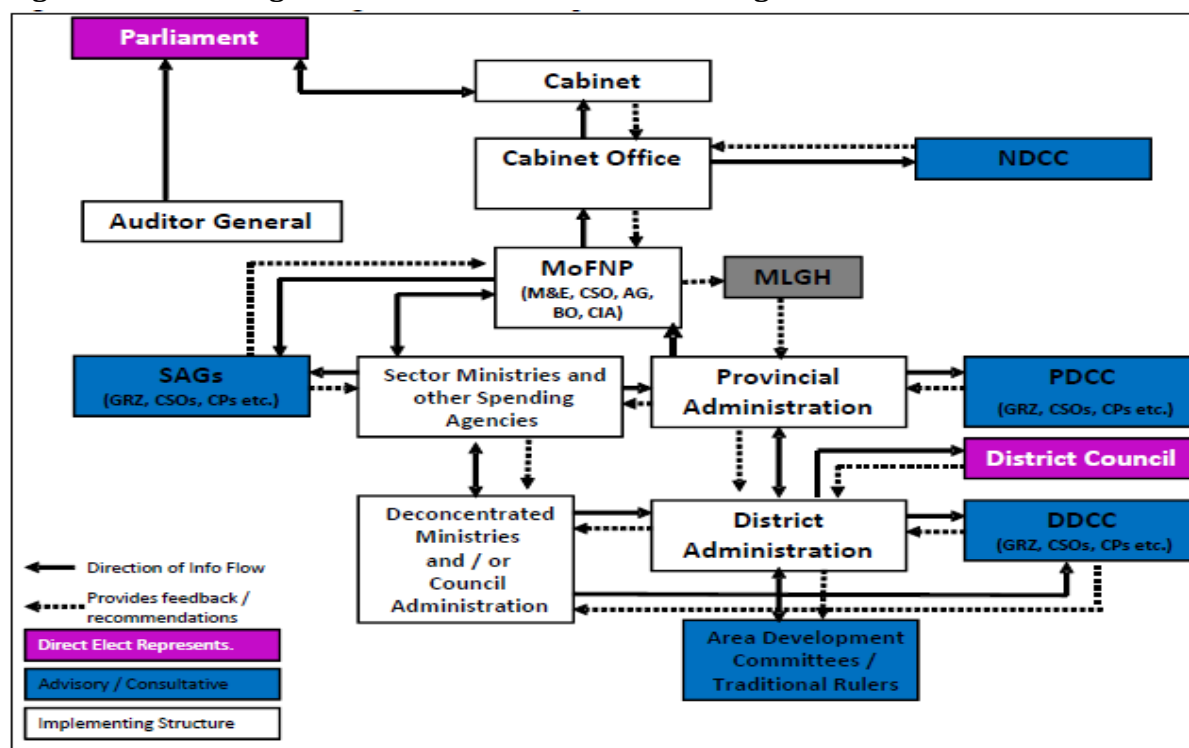 Parliament
Cabinet
Cabinet Office
NDCC
Auditor General
MoFNP
(M&E, CSO, AG,
BO, CIA)
MLGH
SAGs
(GRZ, CSOs, CPs etc.)
Sector Ministries and
other Spending
Agencies
Provincial
Administration
PDCC
(GRZ, CSOs, CPs etc.)
District Council
Deconcentrated
Ministries
and / or
Council
Administration
District
Administration
DDCC
(GRZ, CSOs, CPs etc.)
Area Development
Committees /
Traditional Rulers
Direction of Info Flow
Provides feedback /
recommendations
Direct Elect Represents.
Advisory / Consultative
Implementing Structure